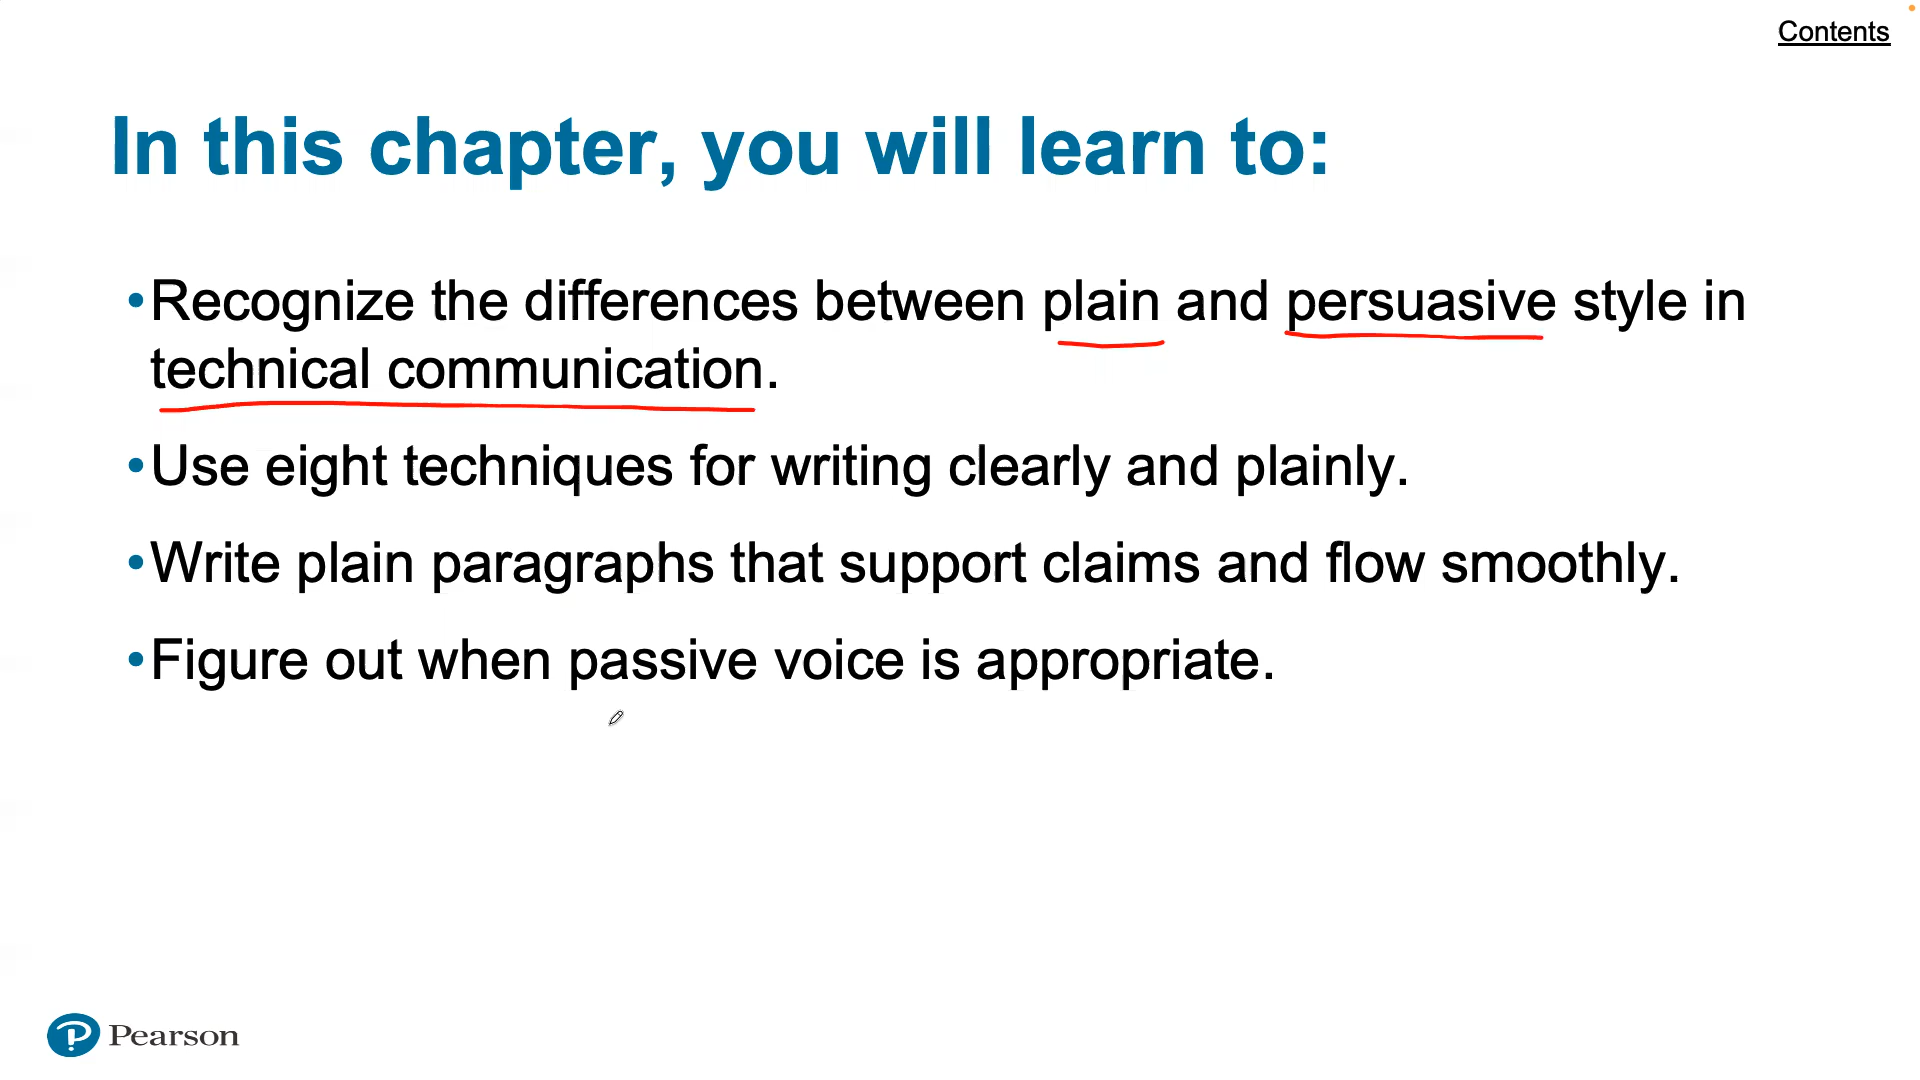 Contents
In this chapter, you will learn to:
•Recognize the differences between plain and persuasive style in
technical communication.
•Use eight techniques for writing clearly and plainly.
•Write plain paragraphs that support claims and flow smoothly.
•Figure out when passive voice is appropriate.
Pearson